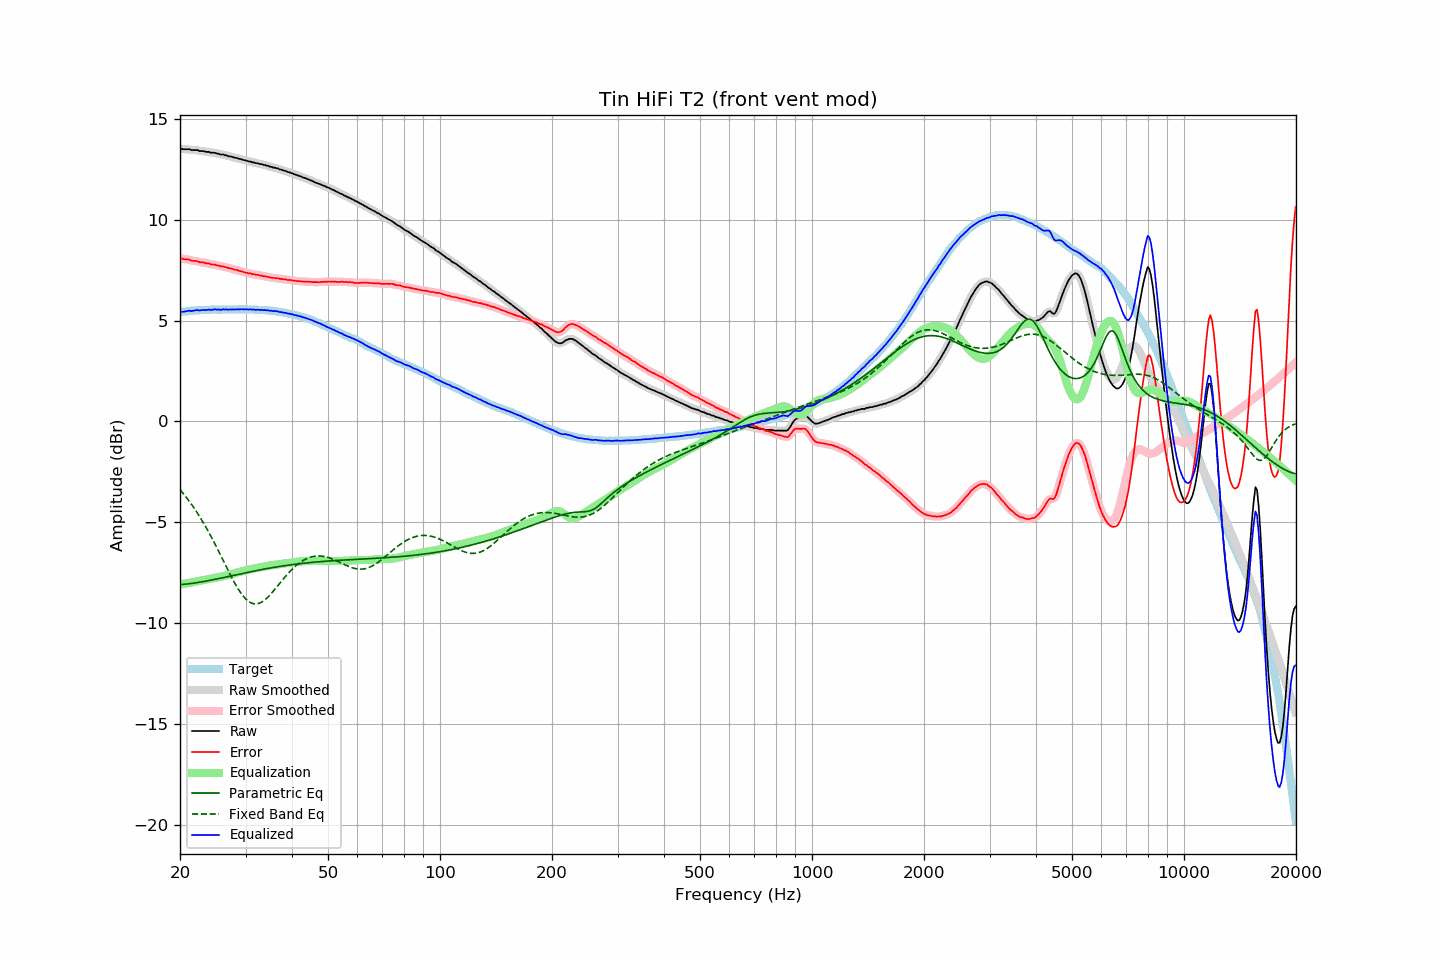 Tin HiFi T2 (front vent mod)
15
10
5
0
−5
−10
−15
−20
Amplitude (dBr)
Target
Raw Smoothed
Error Smoothed
Raw
Error
Equalization
Parametric Eq
Fixed Band Eq
Equalized
20 50 100 200 500 1000 2000 5000 10000 20000
Frequency (Hz)